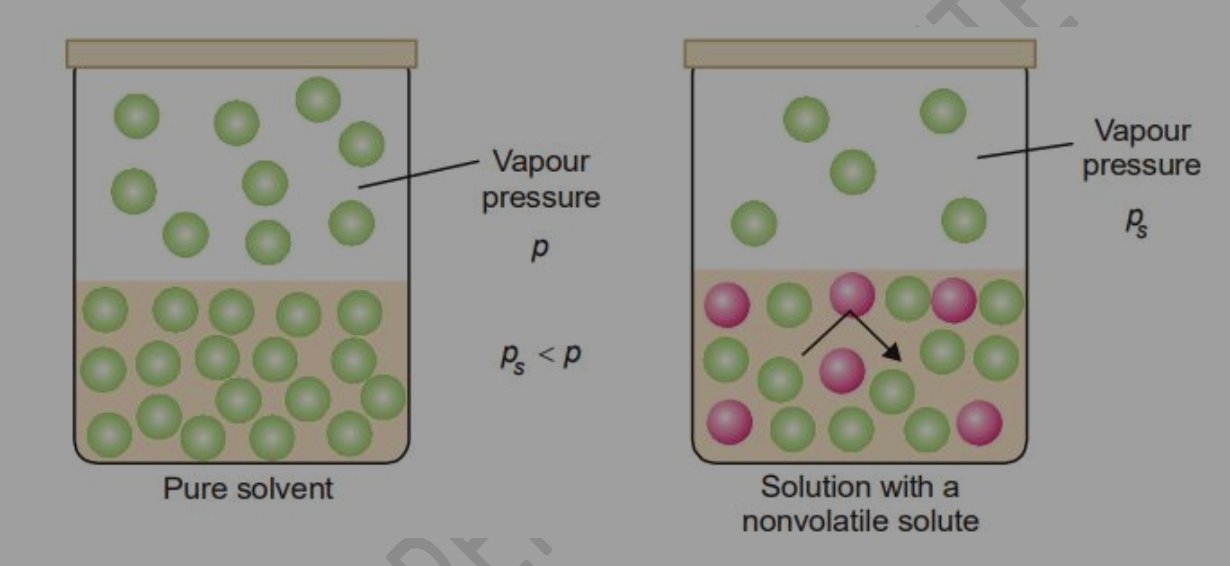 Vapour
pressure
p
p_s < p
Pure solvent
Vapour
pressure
p_s
Solution with a
nonvolatile solute